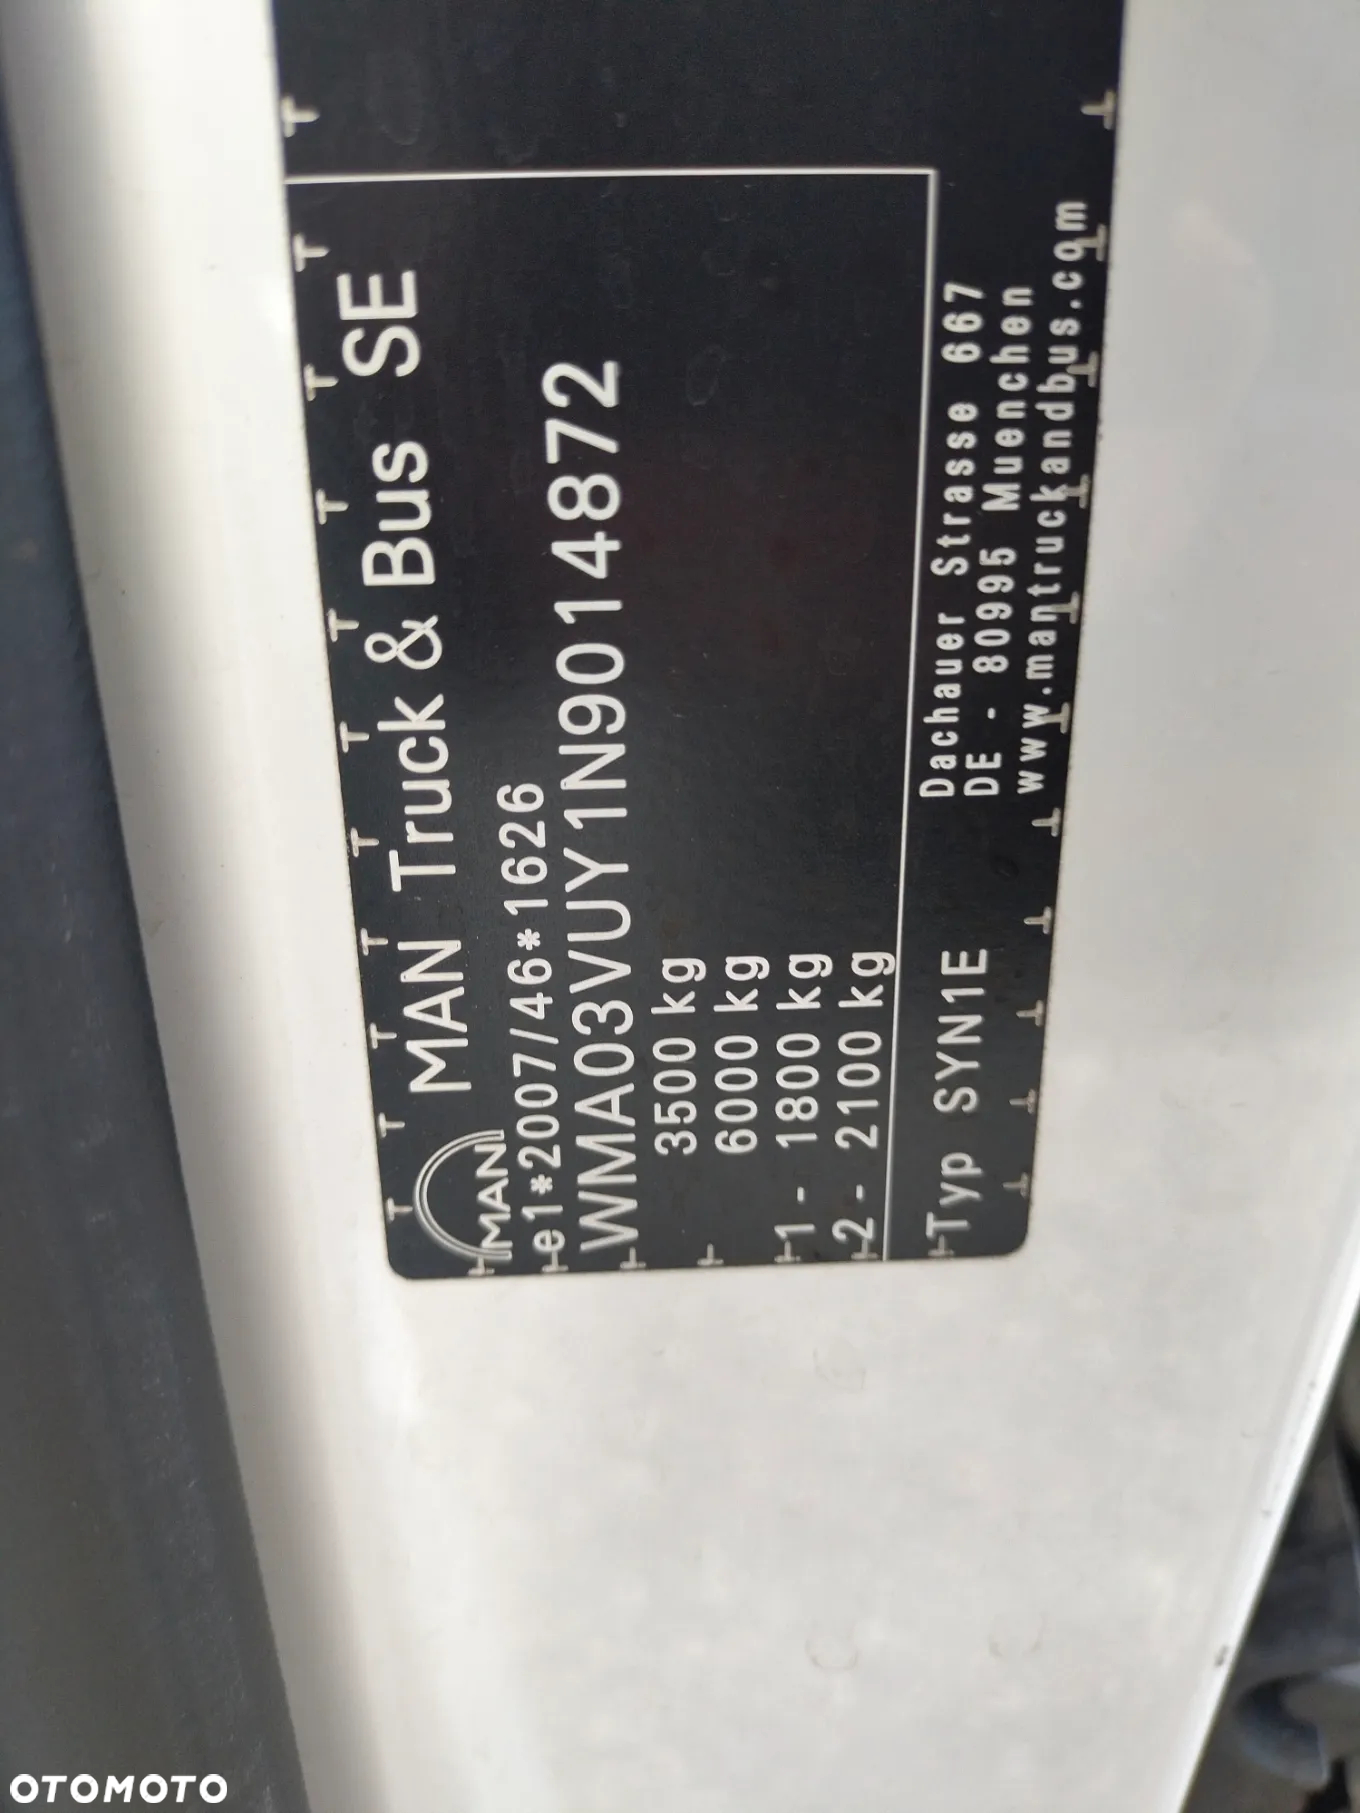 MAN Truck & Bus SE
MAN
e1*2007/46*1626
WMA03VUY1N9014872
3500 kg
6000 kg
1 - 1800 kg
2 - 2100 kg
Typ SYN1E
Dachauer Strasse 667
DE - 80995 Muenchen
www.mantruckandbus.com
OTOMOTO